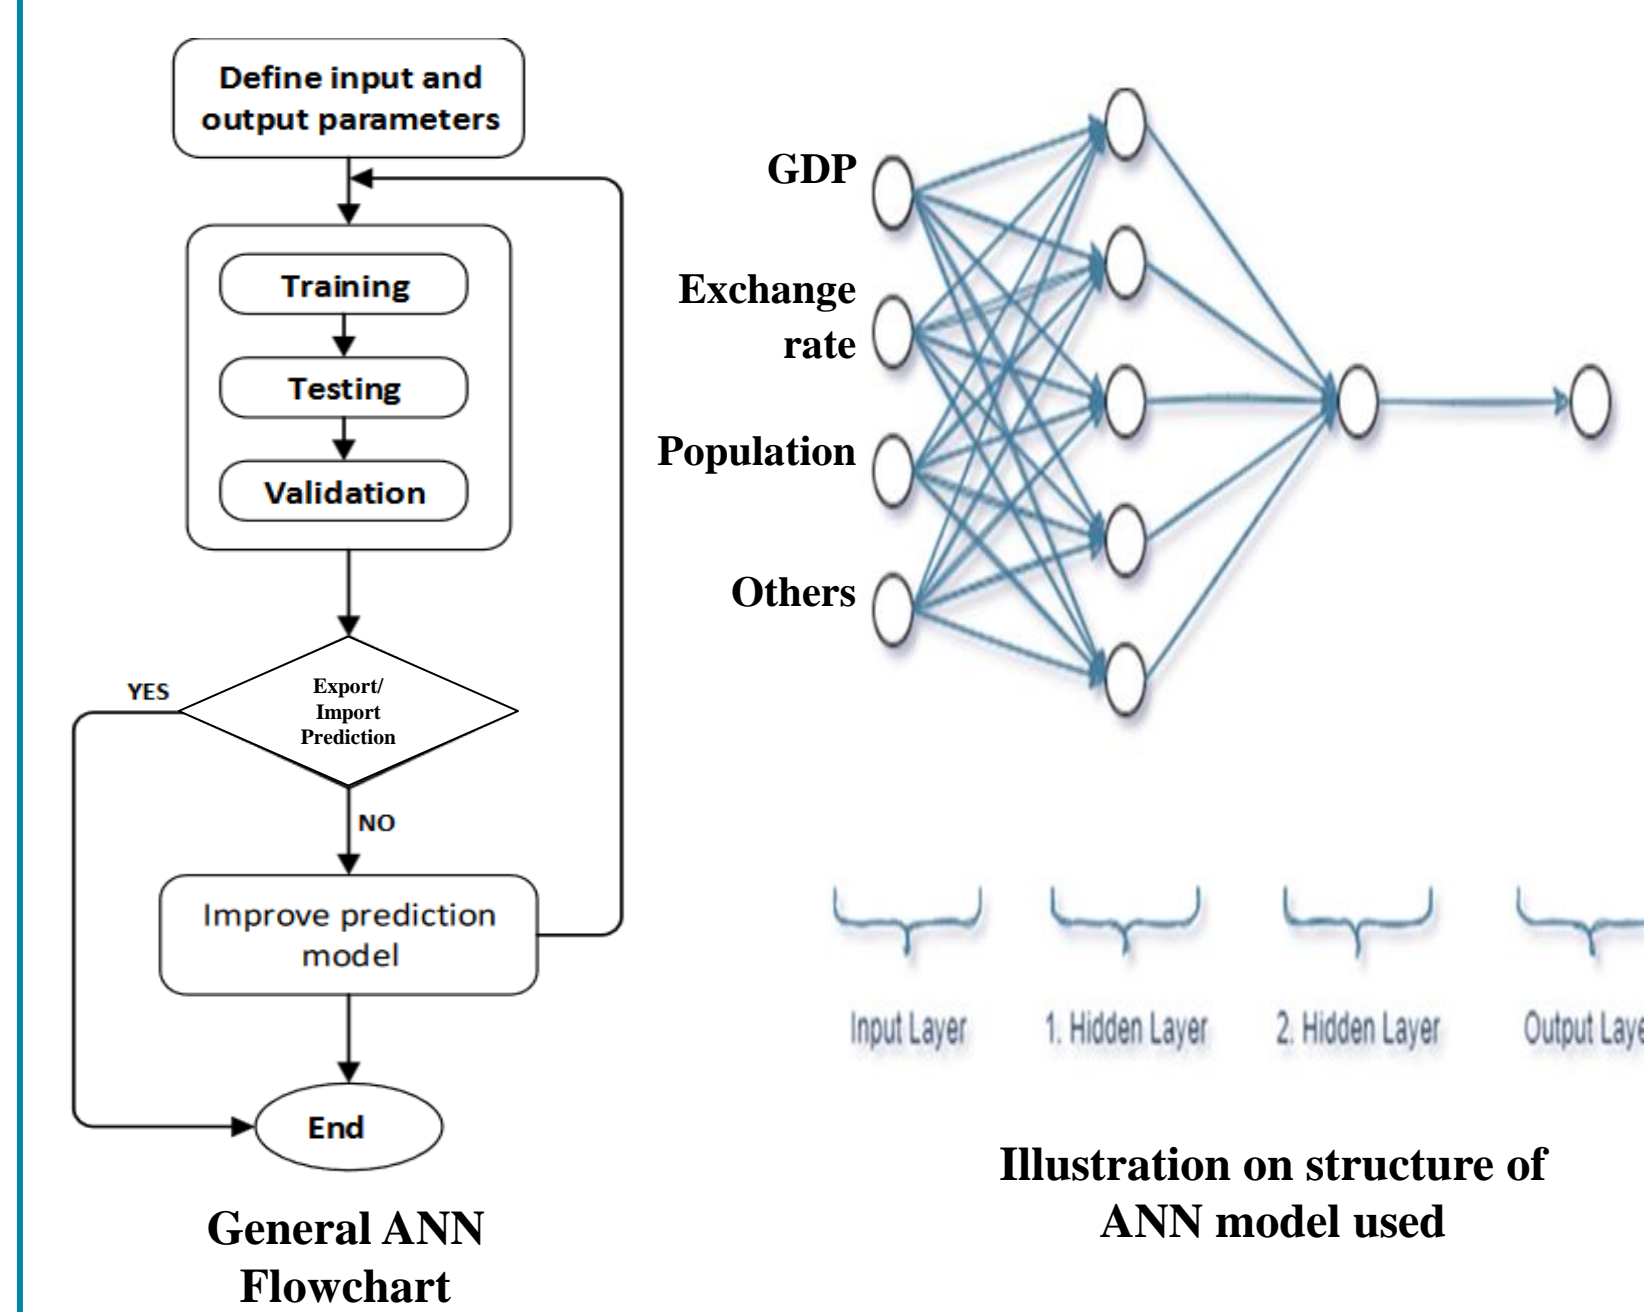 Define input and
output parameters
Training
Testing
Validation
YES
Export/
Import
Prediction
NO
Improve prediction
model
End
General ANN
Flowchart
GDP
Exchange
rate
Population
Others
Input Layer
1. Hidden Layer
2. Hidden Layer
Output Laye
Illustration on structure of
ANN model used